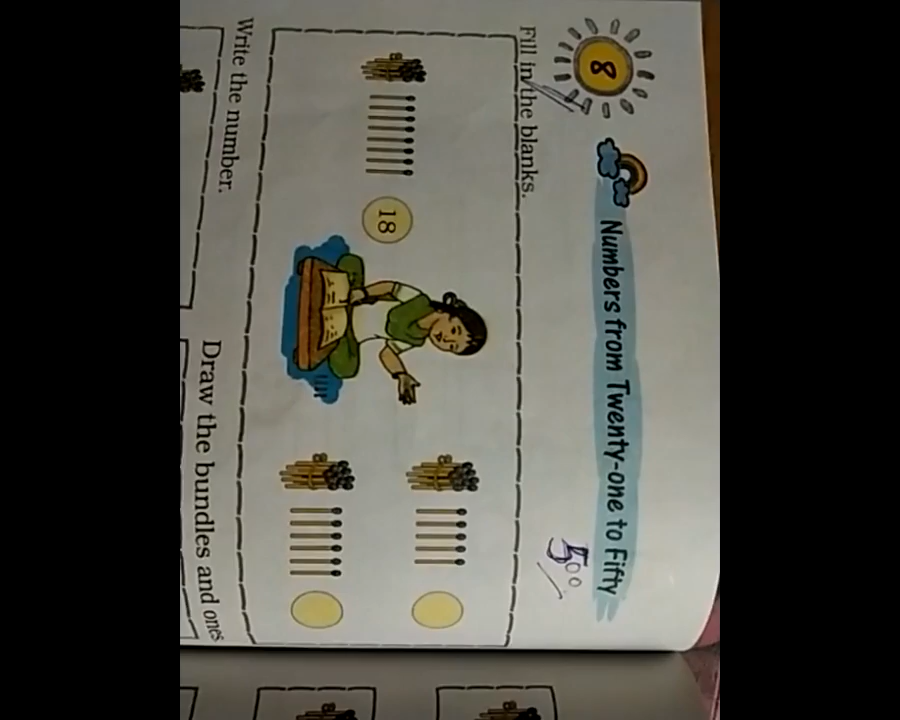 8
Numbers from Twenty-one to Fifty
500
Fill in the blanks.
18
Write the number.
Draw the bundles and ones